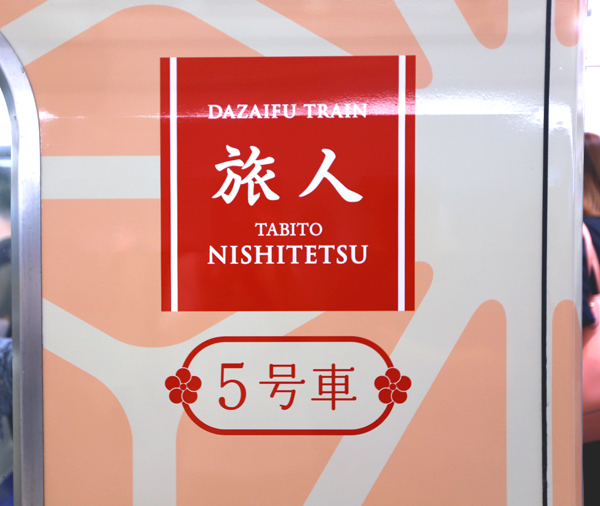 DAZAIFU TRAIN
旅人
TABITO
NISHITETSU
5号車